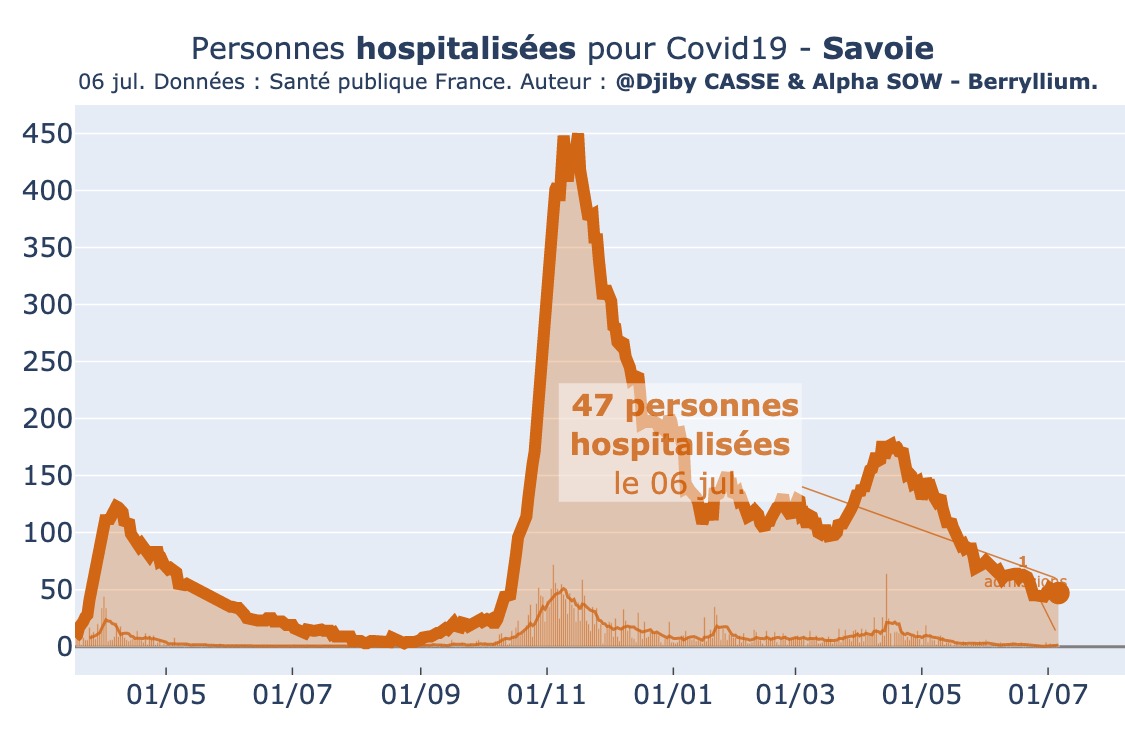 Personnes hospitalisées pour Covid19 - Savoie
06 jul. Données : Santé publique France. Auteur : @Djiby CASSE & Alpha SOW - Berryllium.
450
400
350
300
250
200
150
100
50
0
47 personnes
hospitalisées
le 06 jul.
1
admissions
01/05 01/07 01/09 01/11 01/01 01/03 01/05 01/07